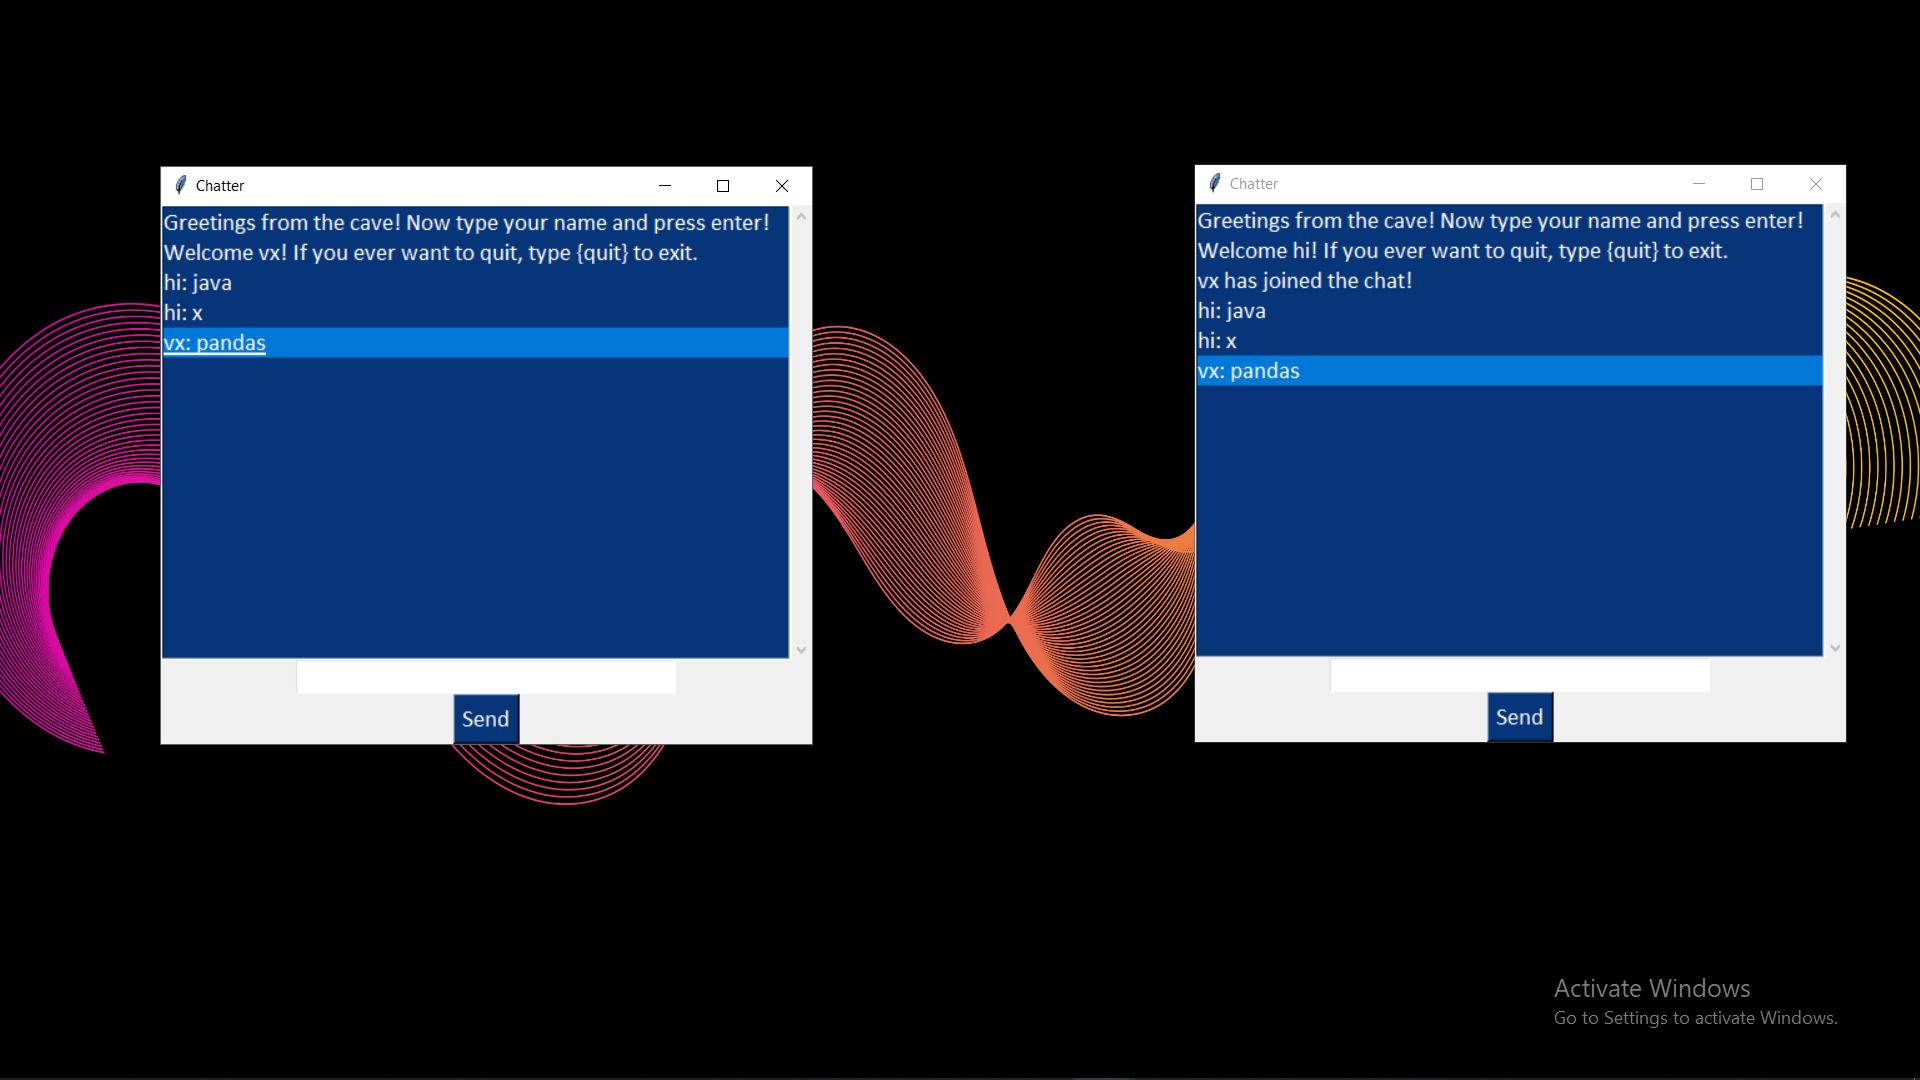 Chatter
Greetings from the cave! Now type your name and press enter!
Welcome vx! If you ever want to quit, type {quit} to exit.
hi: java
hi: x
vx: pandas
Send
Chatter
Greetings from the cave! Now type your name and press enter!
Welcome hi! If you ever want to quit, type {quit} to exit.
vx has joined the chat!
hi: java
hi: x
vx: pandas
Send
Activate Windows
Go to Settings to activate Windows.